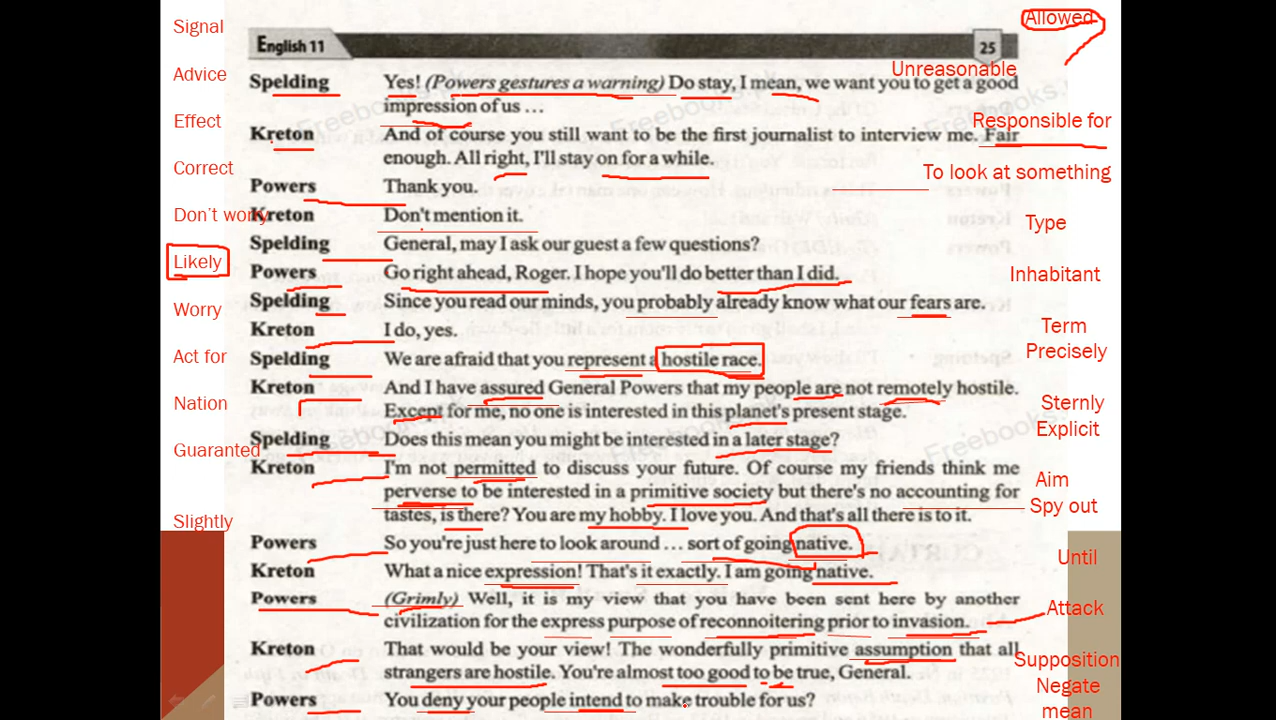 Signal
Advice
Effect
Correct
Don't worry
Likely
Worry
Act for
Nation
Guaranted
Slightly
English 11
25
Spelding Yes! (Powers gestures a warning) Do stay, I mean, we want you to get a good
impression of us ...
Kreton And of course you still want to be the first journalist to interview me. Fair
enough. All right, I'll stay on for a while.
Powers Thank you.
Kreton Don't mention it.
Spelding General, may I ask our guest a few questions?
Powers Go right ahead, Roger. I hope you'll do better than I did.
Spelding Since you read our minds, you probably already know what our fears are.
Kreton I do, yes.
Spelding We are afraid that you represent a hostile race.
Kreton And I have assured General Powers that my people are not remotely hostile.
Except for me, no one is interested in this planet's present stage.
Spelding Does this mean you might be interested in a later stage?
Kreton I'm not permitted to discuss your future. Of course my friends think me
perverse to be interested in a primitive society but there's no accounting for
tastes, is there? You are my hobby. I love you. And that's all there is to it.
Powers So you're just here to look around ... sort of going native.
Kreton What a nice expression! That's it exactly. I am going native.
Powers (Grimly) Well, it is my view that you have been sent here by another
civilization for the express purpose of reconnoitering prior to invasion.
Kreton That would be your view! The wonderfully primitive assumption that all
strangers are hostile. You're almost too good to be true, General.
Powers You deny your people intend to make trouble for us?
Allowed
Unreasonable
Responsible for
To look at something
Type
Inhabitant
Term
Precisely
Sternly
Explicit
Aim
Spy out
Until
Attack
Supposition
Negate
mean